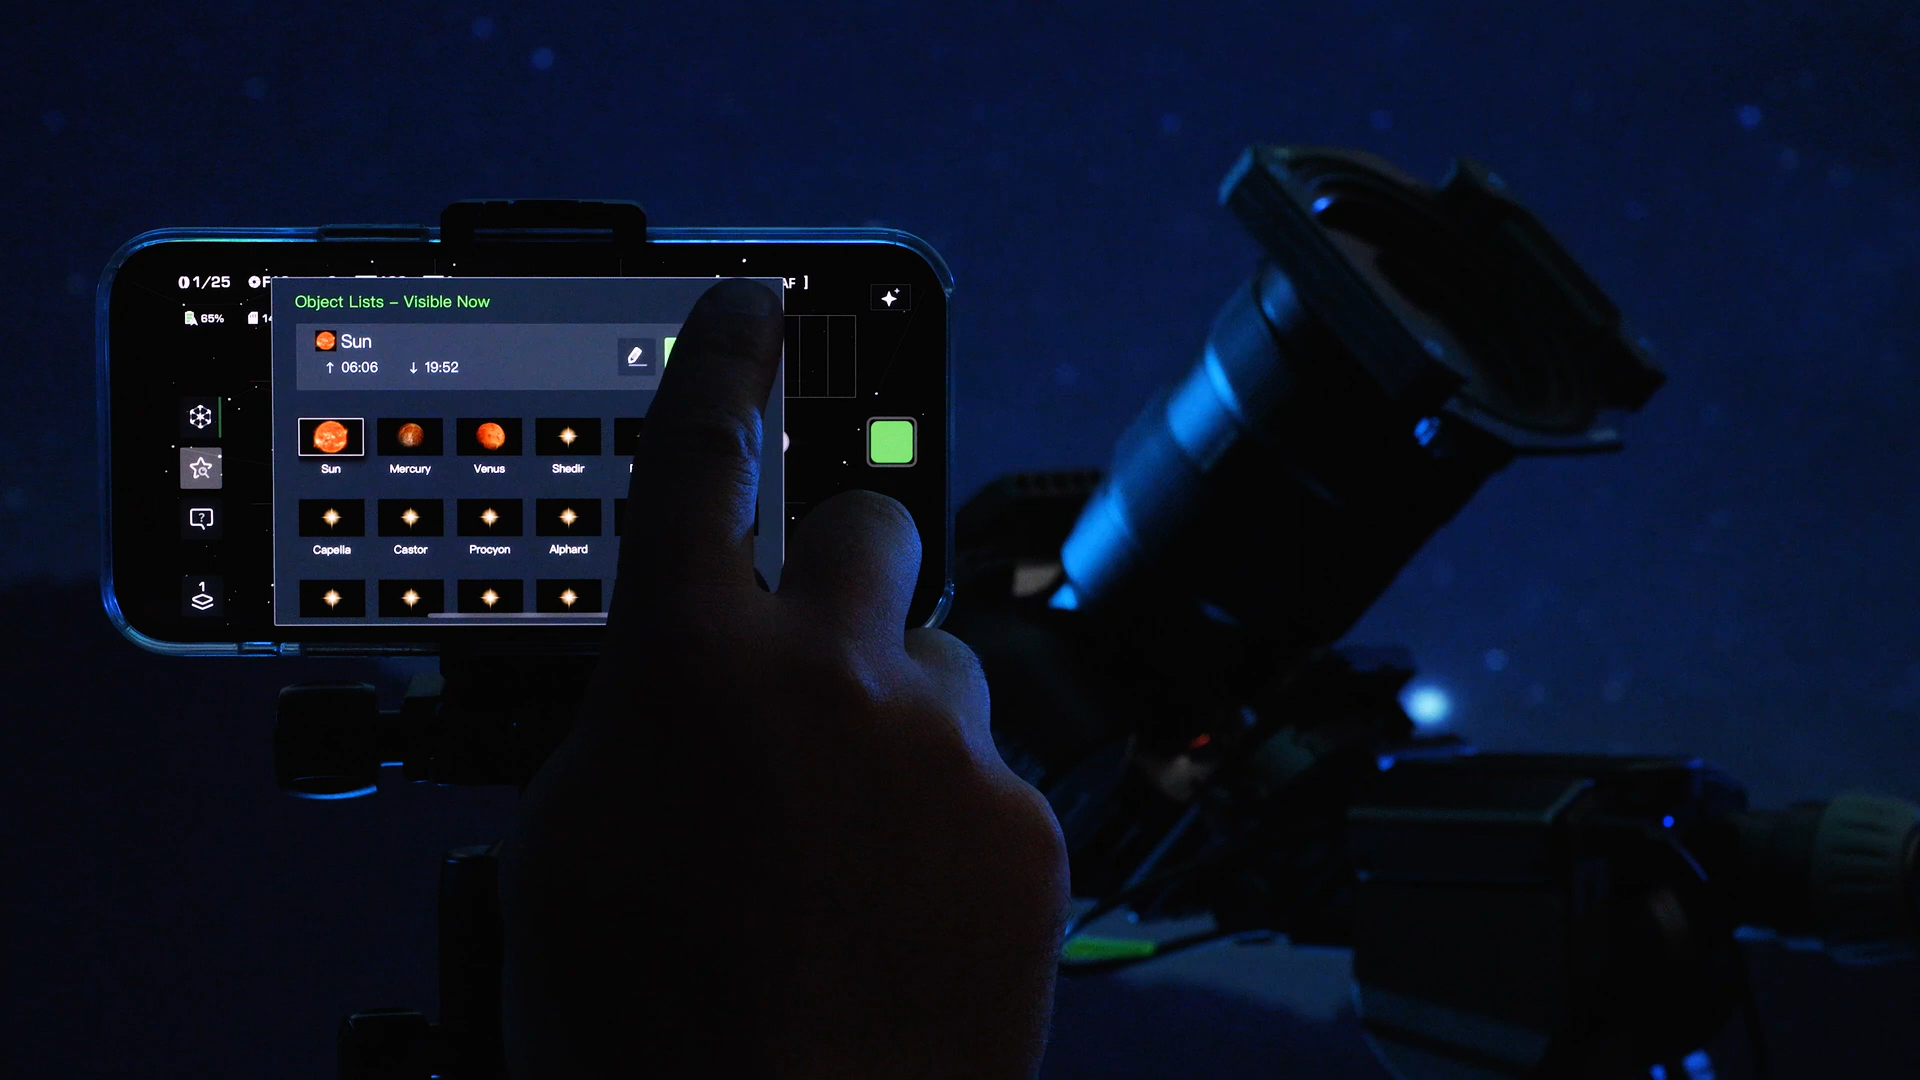 1/25
65%
Object Lists – Visible Now
Sun
↑ 06:06 ↓ 19:52
Sun Mercury Venus Shedir
Capella Castor Procyon Alphard
?
1
AF ]